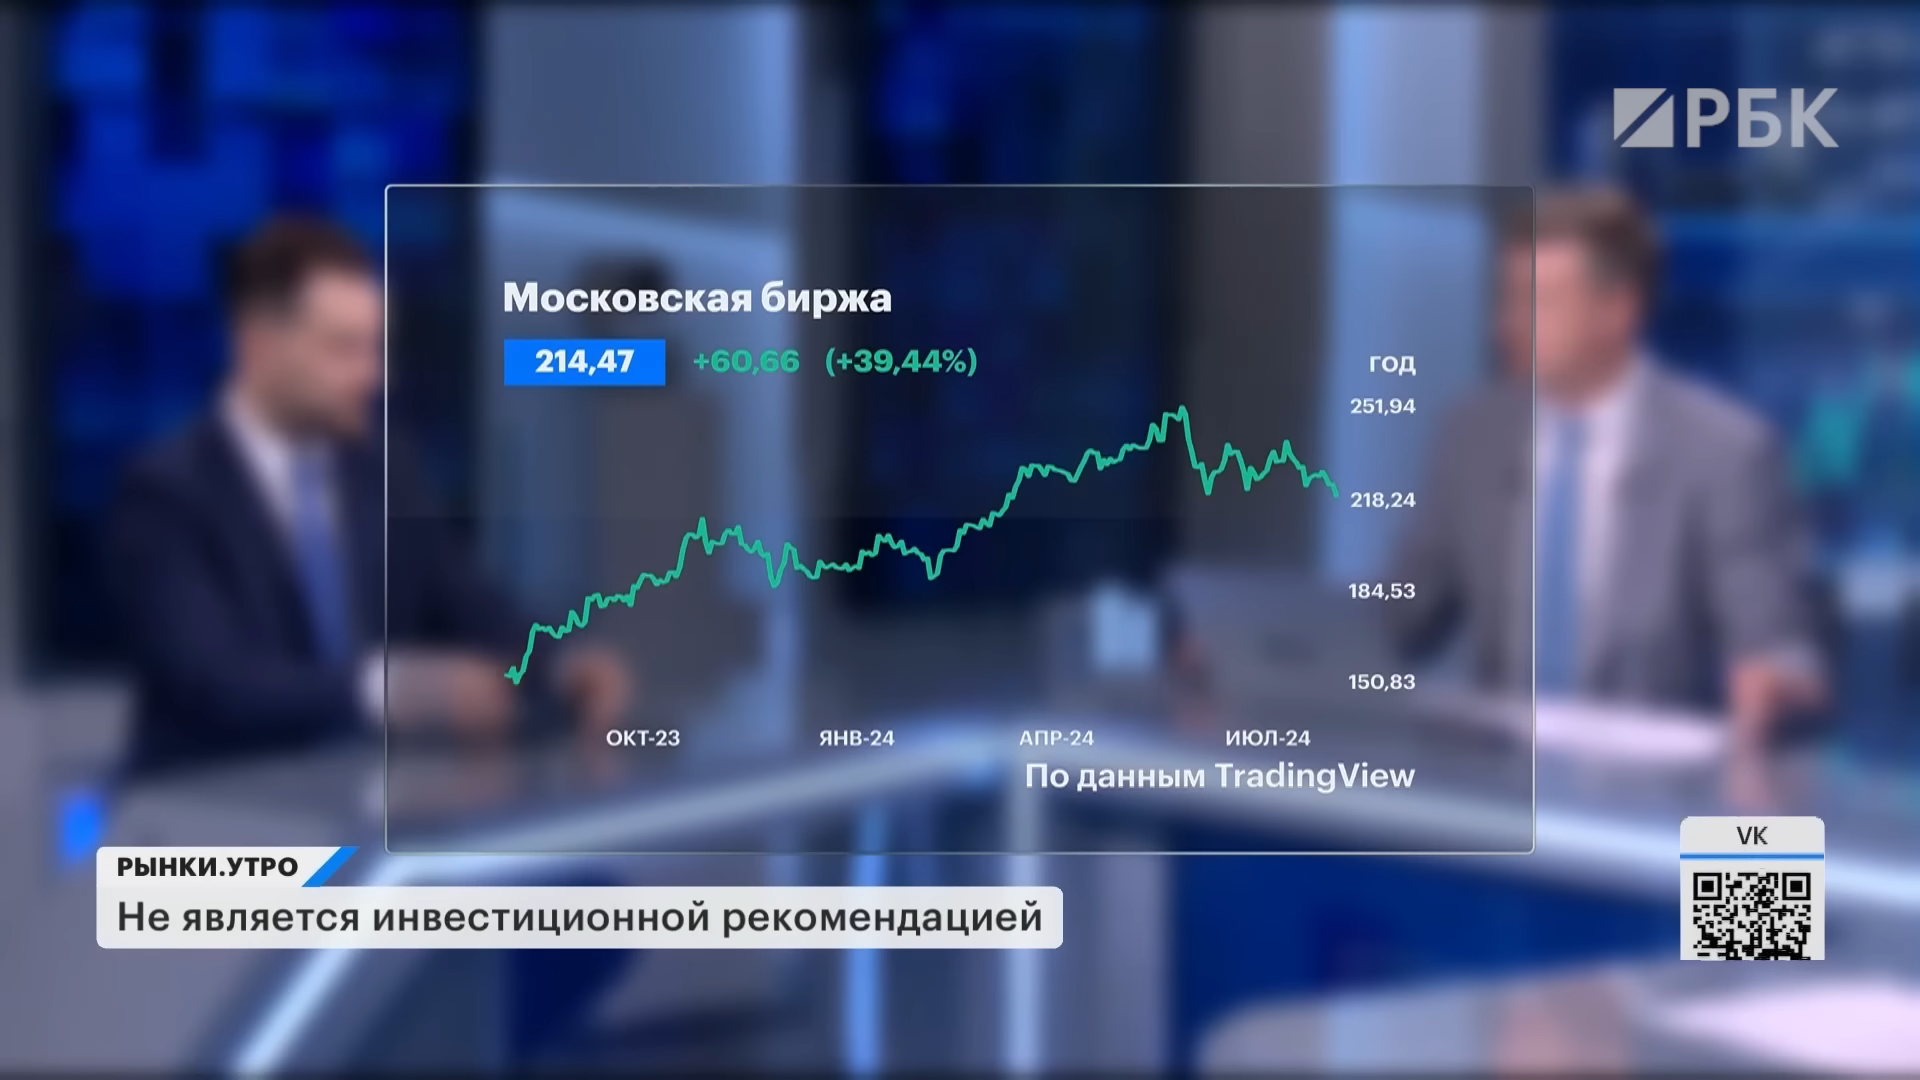 РБК
Московская биржа
214,47 +60,66 (+39,44%)
ГОД
251,94
218,24
184,53
150,83
ОКТ-23 ЯНВ-24 АПР-24 ИЮЛ-24
По данным TradingView
РЫНКИ.УТРО
Не является инвестиционной рекомендацией
VK